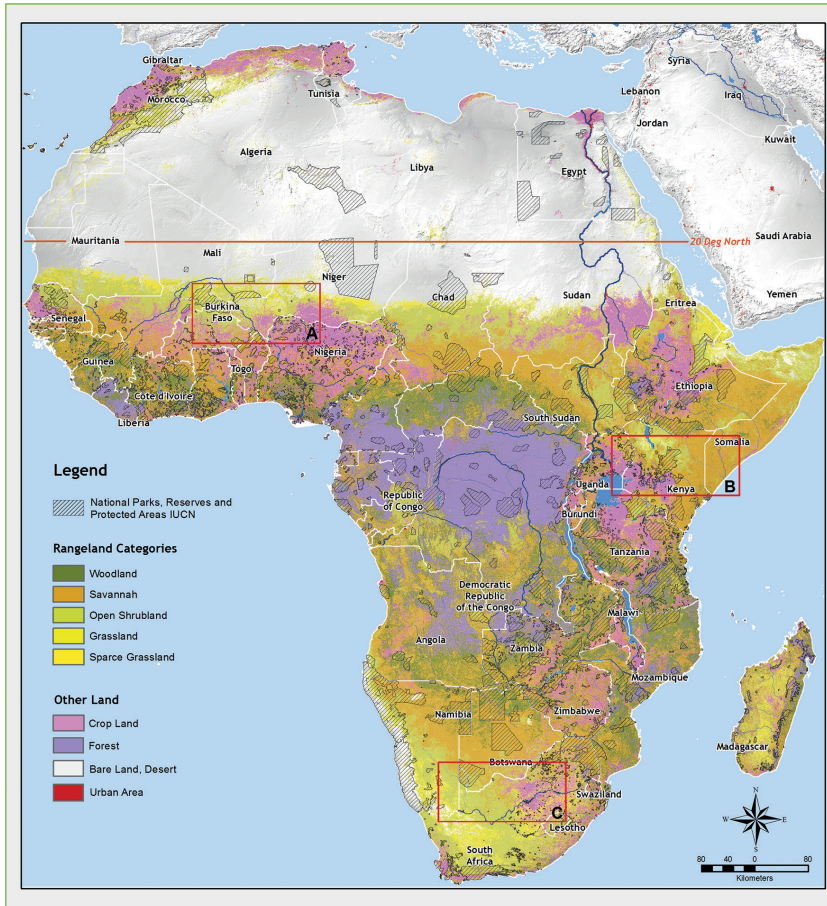 Gibraltar
Syria
Lebanon
Iraq
Tunisia
Morocco
Jordan
Kuwait
Algeria
Libya
Egypt
Saudi Arabia
Mauritania
20 Deg North
Mali
Niger
Chad
Sudan
Eritrea
Yemen
Burkina
Faso
Senegal
A
Nigeria
Guinea
Togo
Ethiopia
Cote d'Ivoire
Liberia
South Sudan
Somalia
Uganda
Kenya
B
Republic
of Congo
Burundi
Tanzania
Democratic
Republic
of the Congo
Malawi
Angola
Zambia
Mozambique
Zimbabwe
Namibia
Madagascar
Botswana
Swaziland
C
Lesotho
South
Africa
Legend
National Parks, Reserves and
Protected Areas IUCN
Rangeland Categories
Woodland
Savannah
Open Shrubland
Grassland
Sparce Grassland
Other Land
Crop Land
Forest
Bare Land, Desert
Urban Area
N
W
E
S
80 40 0 80
Kilometers